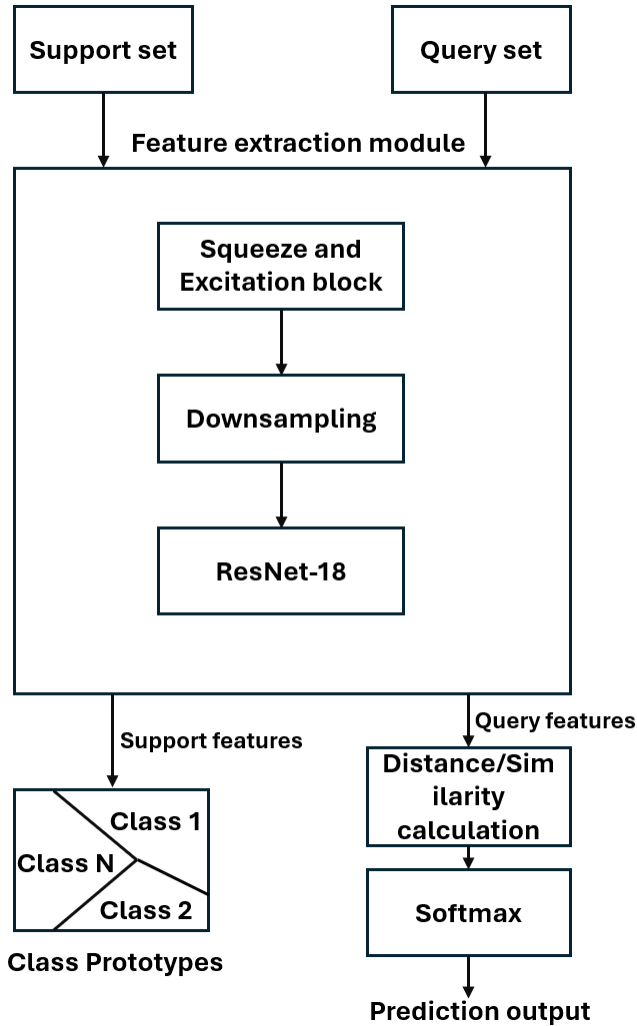 Support set
Query set
Feature extraction module
Squeeze and
Excitation block
Downsampling
ResNet-18
Support features
Query features
Class 1
Class N
Class 2
Class Prototypes
Distance/Sim
ilarity
calculation
Softmax
Prediction output